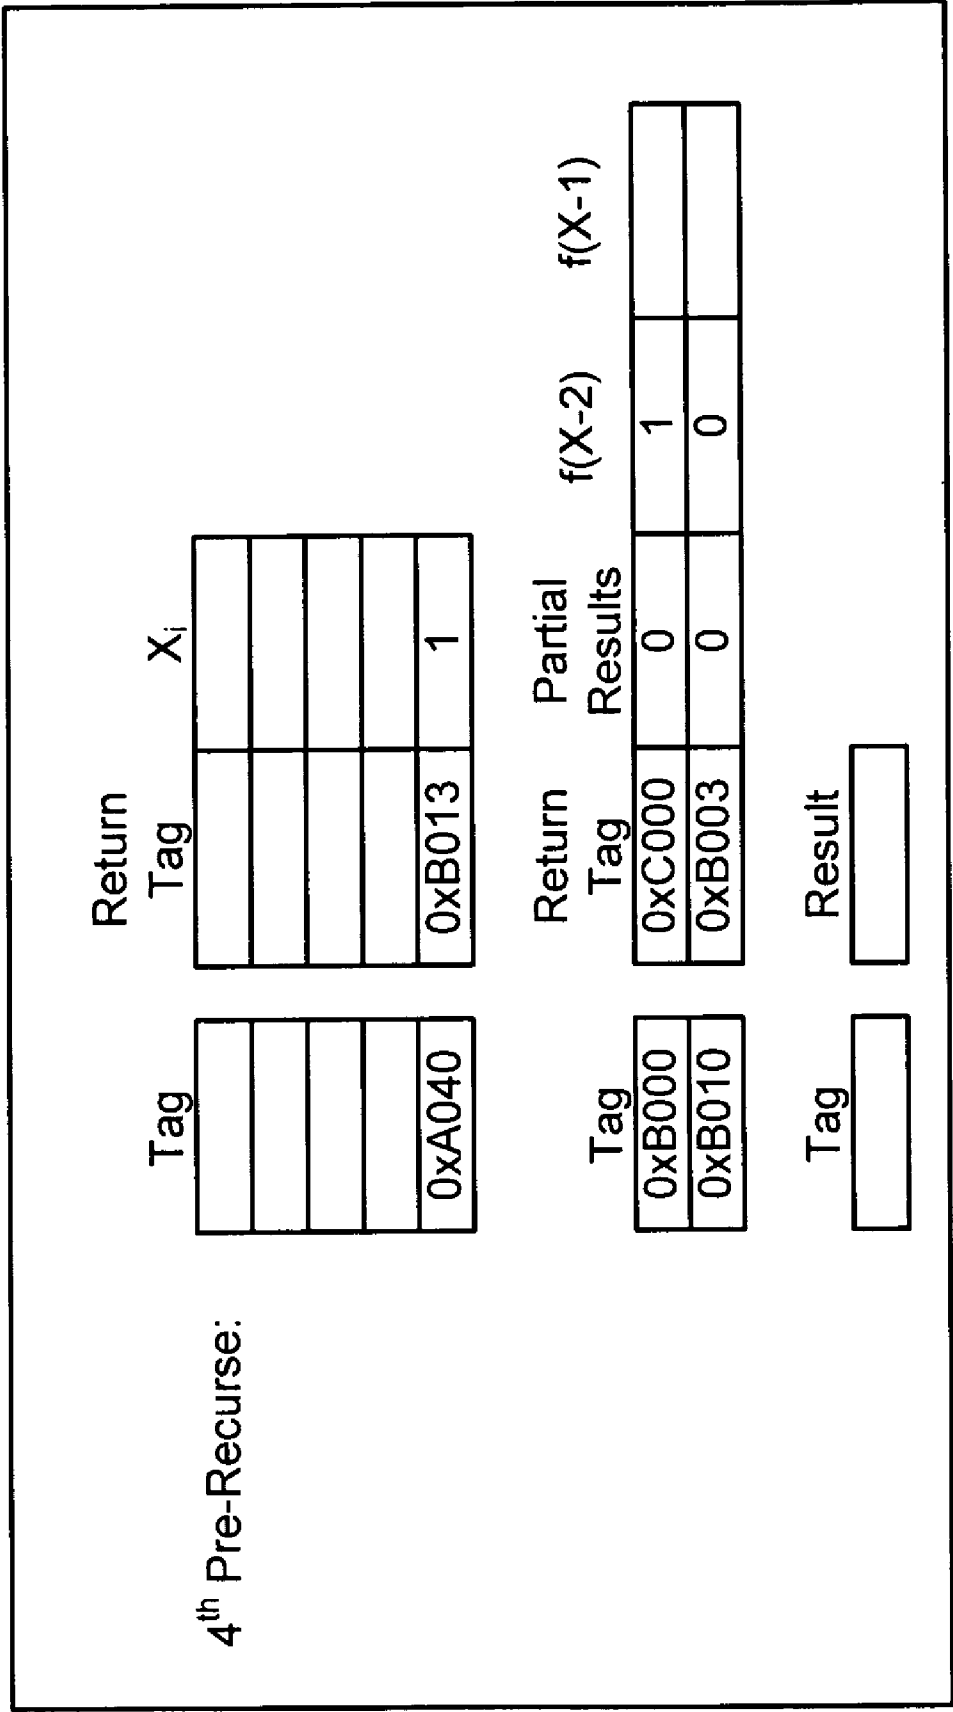 4th Pre-Recurse:
Return
Tag Tag Xi
0xA040 0xB013 1
Return Partial
Tag Tag Results f(X-2) f(X-1)
0xB000 0xC000 0 1
0xB010 0xB003 0 0
Tag Result